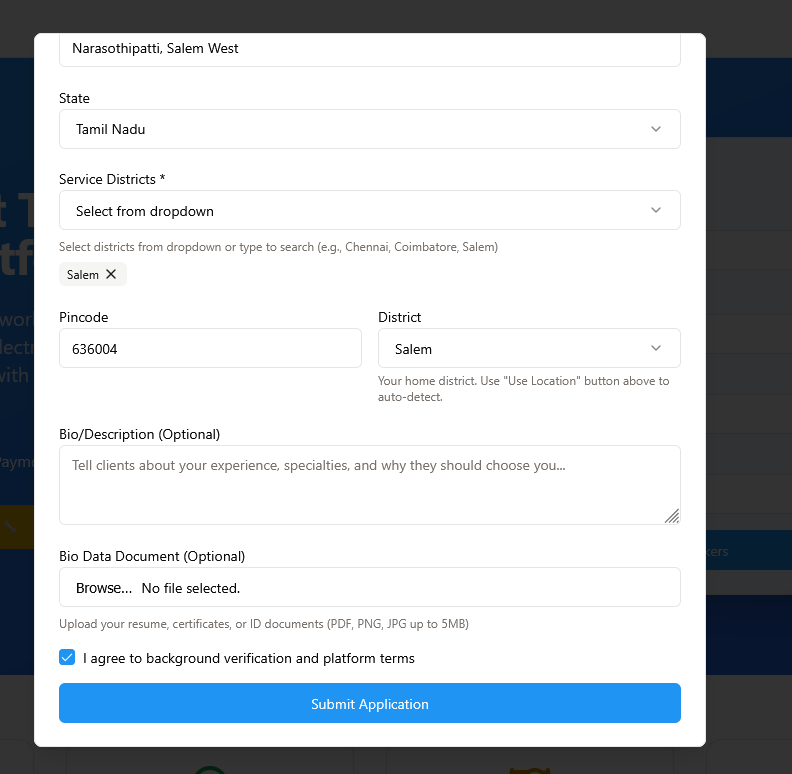 Narasothipatti, Salem West
State
Tamil Nadu
Service Districts *
Select from dropdown
Select districts from dropdown or type to search (e.g., Chennai, Coimbatore, Salem)
Salem
Pincode
District
636004
Salem
Your home district. Use "Use Location" button above to
auto-detect.
Bio/Description (Optional)
Tell clients about your experience, specialties, and why they should choose you...
Bio Data Document (Optional)
Browse... No file selected.
Upload your resume, certificates, or ID documents (PDF, PNG, JPG up to 5MB)
I agree to background verification and platform terms
Submit Application